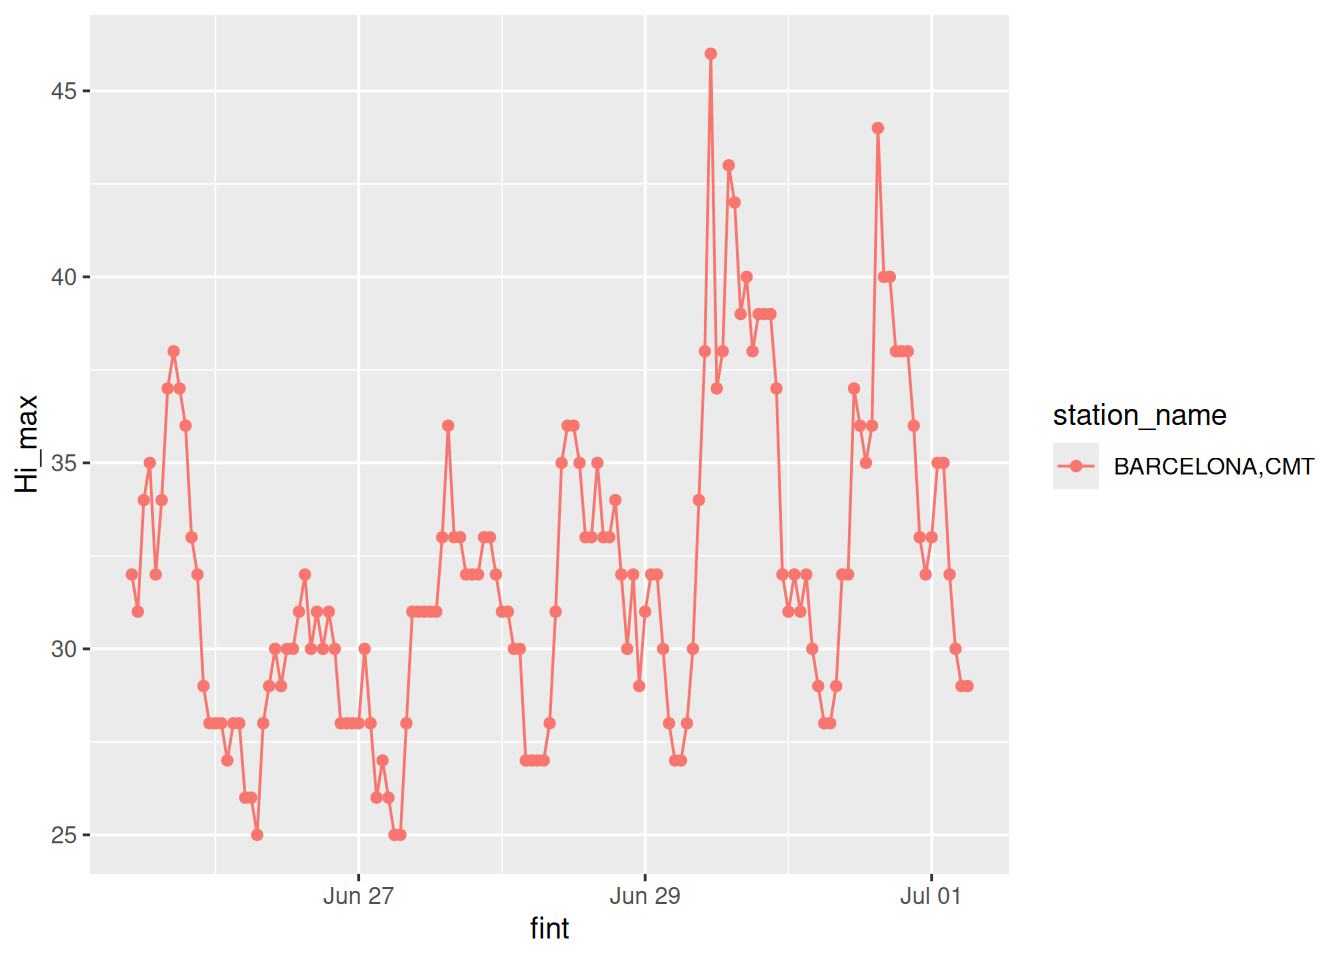 45
40
35
30
25
Hi_max
Jun 27
Jun 29
Jul 01
fint
station_name
BARCELONA,CMT